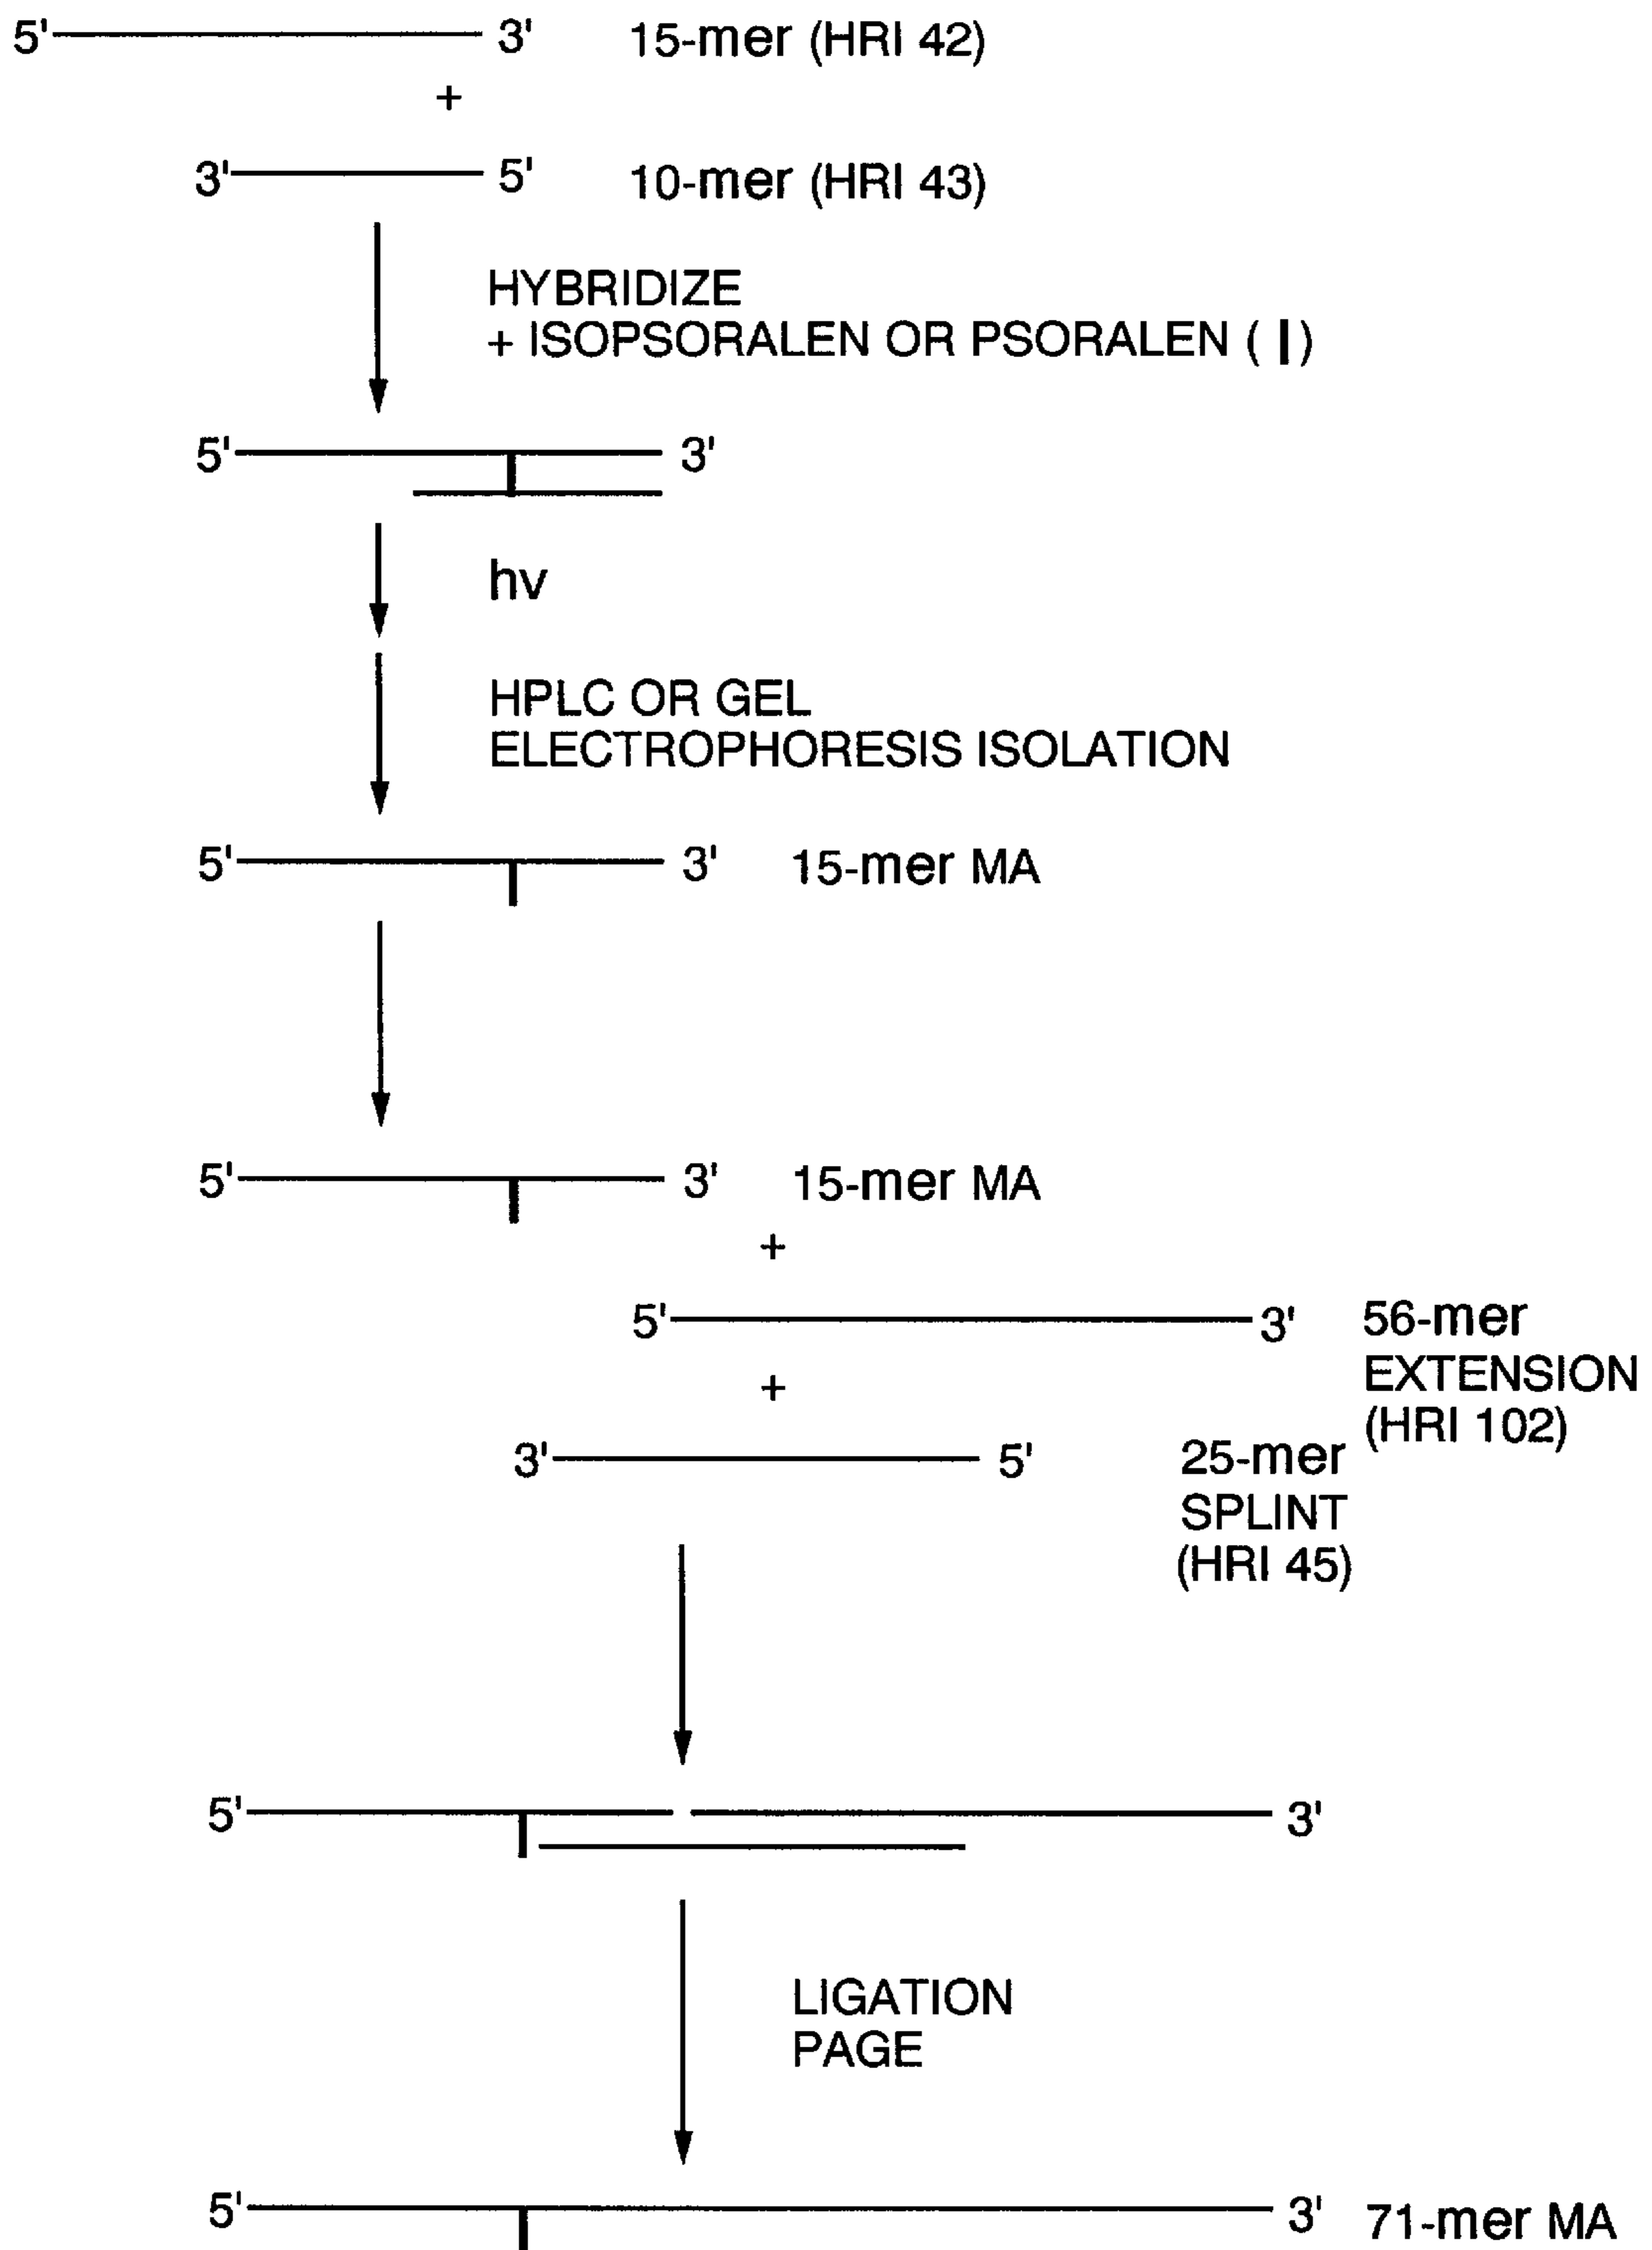 5' 3' 15-mer (HRI 42)
+
3' 5' 10-mer (HRI 43)
HYBRIDIZE
+ ISOPSORALEN OR PSORALEN ( | )
5' 3'
hν
HPLC OR GEL
ELECTROPHORESIS ISOLATION
5' 3' 15-mer MA
5' 3' 15-mer MA
+
5' 3' 56-mer
EXTENSION
(HRI 102)
+
3' 5' 25-mer
SPLINT
(HRI 45)
5' 3'
LIGATION
PAGE
5' 3' 71-mer MA